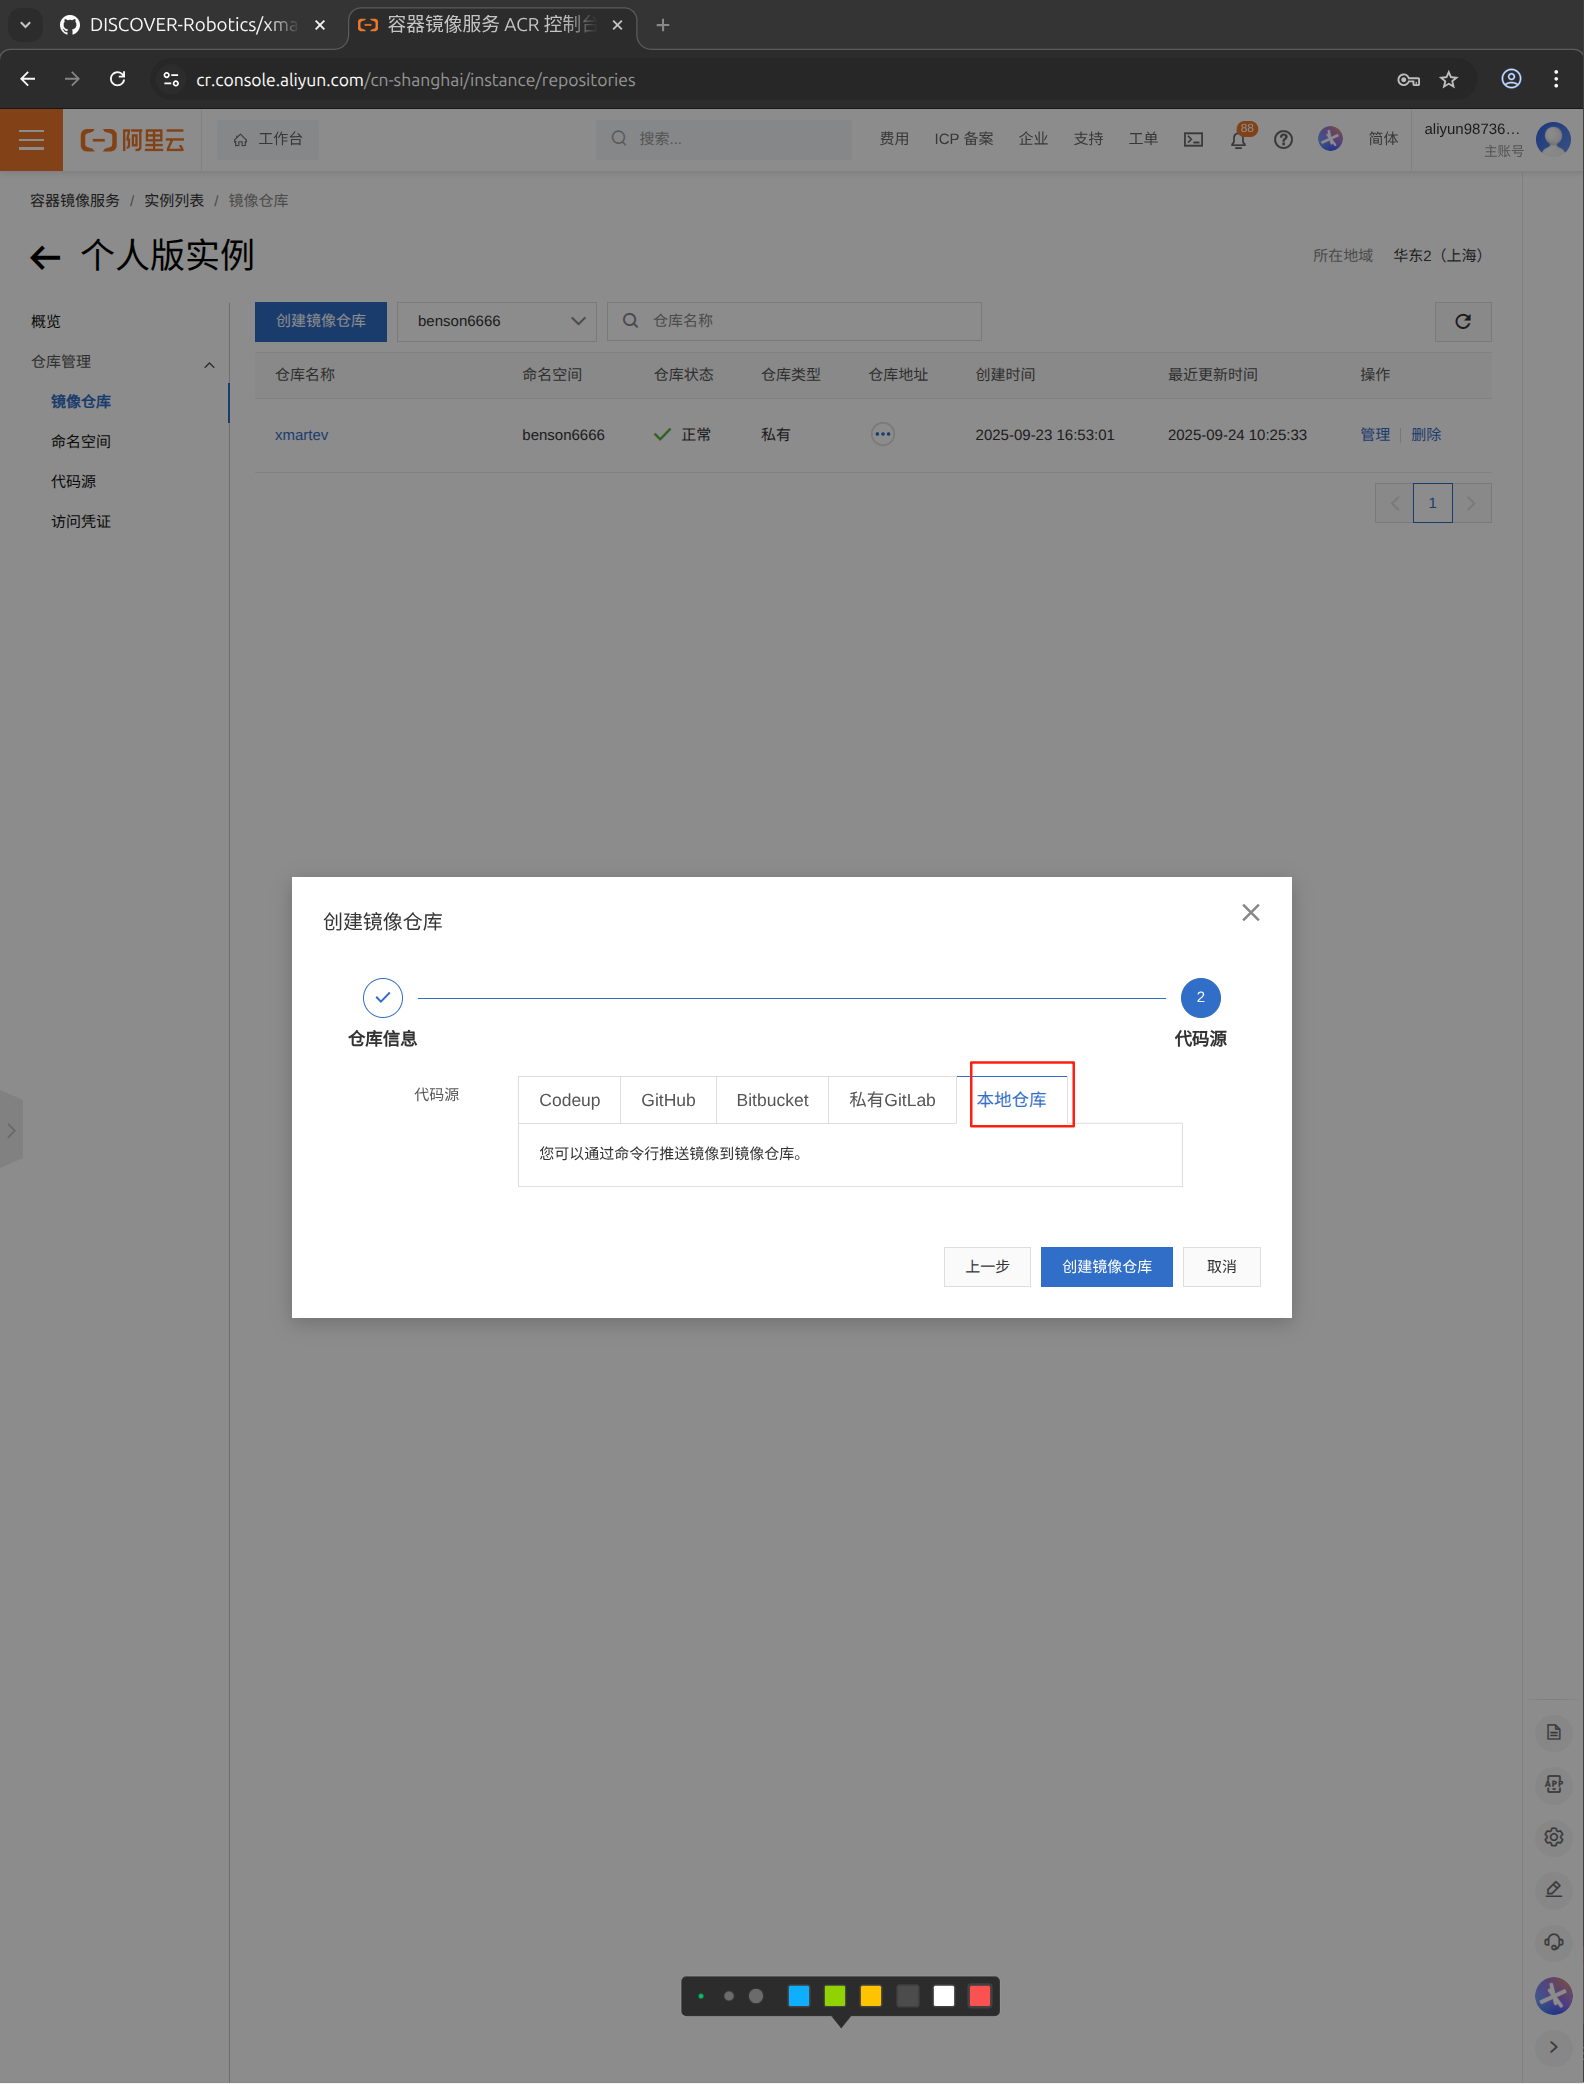 DISCOVER-Robotics/xma
容器镜像服务 ACR 控制台
cr.console.aliyun.com/cn-shanghai/instance/repositories
阿里云
工作台
搜索...
费用
ICP 备案
企业
支持
工单
88
简体
aliyun98736...
主账号
容器镜像服务 / 实例列表 / 镜像仓库
个人版实例
所在地域 华东2（上海）
概览
仓库管理
镜像仓库
命名空间
代码源
访问凭证
创建镜像仓库
benson6666
仓库名称
仓库名称 命名空间 仓库状态 仓库类型 仓库地址 创建时间 最近更新时间 操作
xmartev benson6666 正常 私有 2025-09-23 16:53:01 2025-09-24 10:25:33 管理 删除
1
创建镜像仓库
2
仓库信息
代码源
代码源
Codeup GitHub Bitbucket 私有GitLab 本地仓库
您可以通过命令行推送镜像到镜像仓库。
上一步 创建镜像仓库 取消
APP